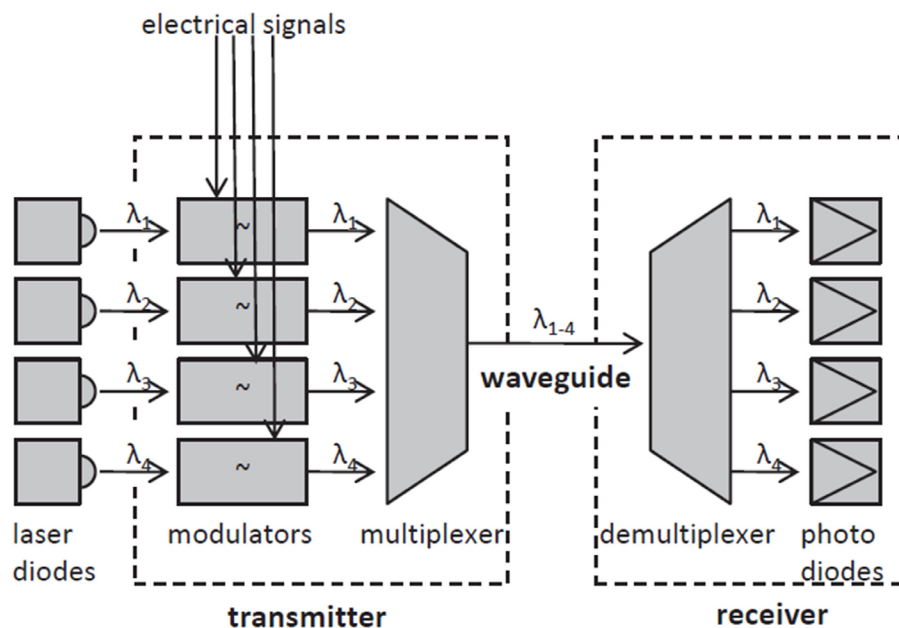 electrical signals
λ1 λ1 λ1
~
λ2 λ2 λ2
~
λ1-4
waveguide
λ3 λ3 λ3
~
λ4 λ4 λ4
~
laser diodes
modulators
multiplexer
demultiplexer
photo diodes
transmitter
receiver